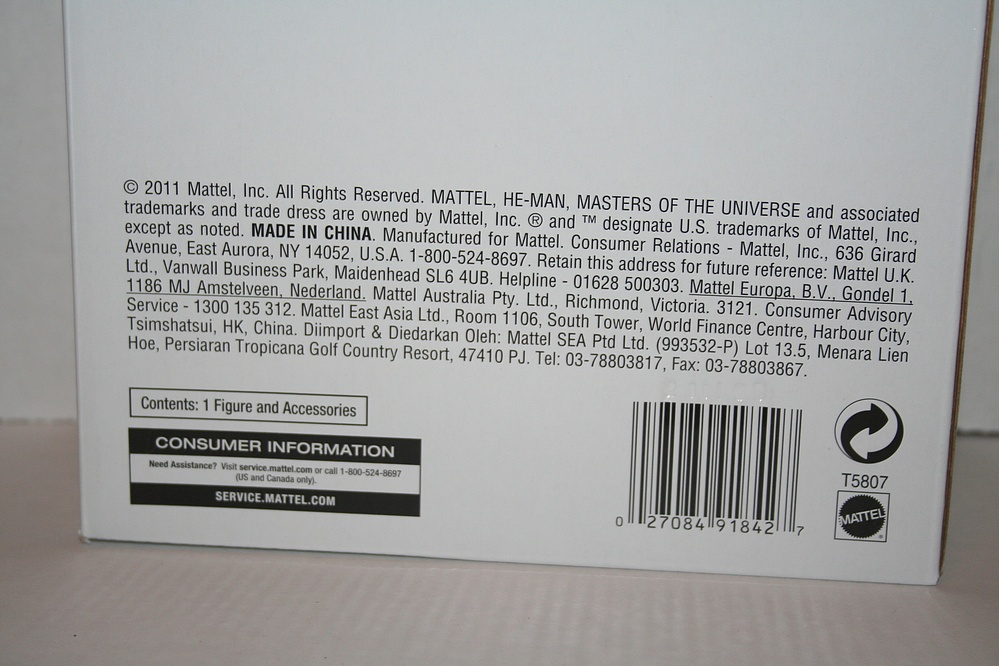 © 2011 Mattel, Inc. All Rights Reserved. MATTEL, HE-MAN, MASTERS OF THE UNIVERSE and associated
trademarks and trade dress are owned by Mattel, Inc. ® and ™ designate U.S. trademarks of Mattel, Inc.,
except as noted. MADE IN CHINA. Manufactured for Mattel. Consumer Relations - Mattel, Inc., 636 Girard
Avenue, East Aurora, NY 14052, U.S.A. 1-800-524-8697. Retain this address for future reference: Mattel U.K.
Ltd., Vanwall Business Park, Maidenhead SL6 4UB. Helpline - 01628 500303. Mattel Europa, B.V., Gondel 1,
1186 MJ Amstelveen, Nederland. Mattel Australia Pty. Ltd., Richmond, Victoria. 3121. Consumer Advisory
Service - 1300 135 312. Mattel East Asia Ltd., Room 1106, South Tower, World Finance Centre, Harbour City,
Tsimshatsui, HK, China. Diimport & Diedarkan Oleh: Mattel SEA Ptd Ltd. (993532-P) Lot 13.5, Menara Lien
Hoe, Persiaran Tropicana Golf Country Resort, 47410 PJ. Tel: 03-78803817, Fax: 03-78803867.
Contents: 1 Figure and Accessories
CONSUMER INFORMATION
Need Assistance? Visit service.mattel.com or call 1-800-524-8697
(US and Canada only).
SERVICE.MATTEL.COM
0 27084 91842 7
T5807
MATTEL